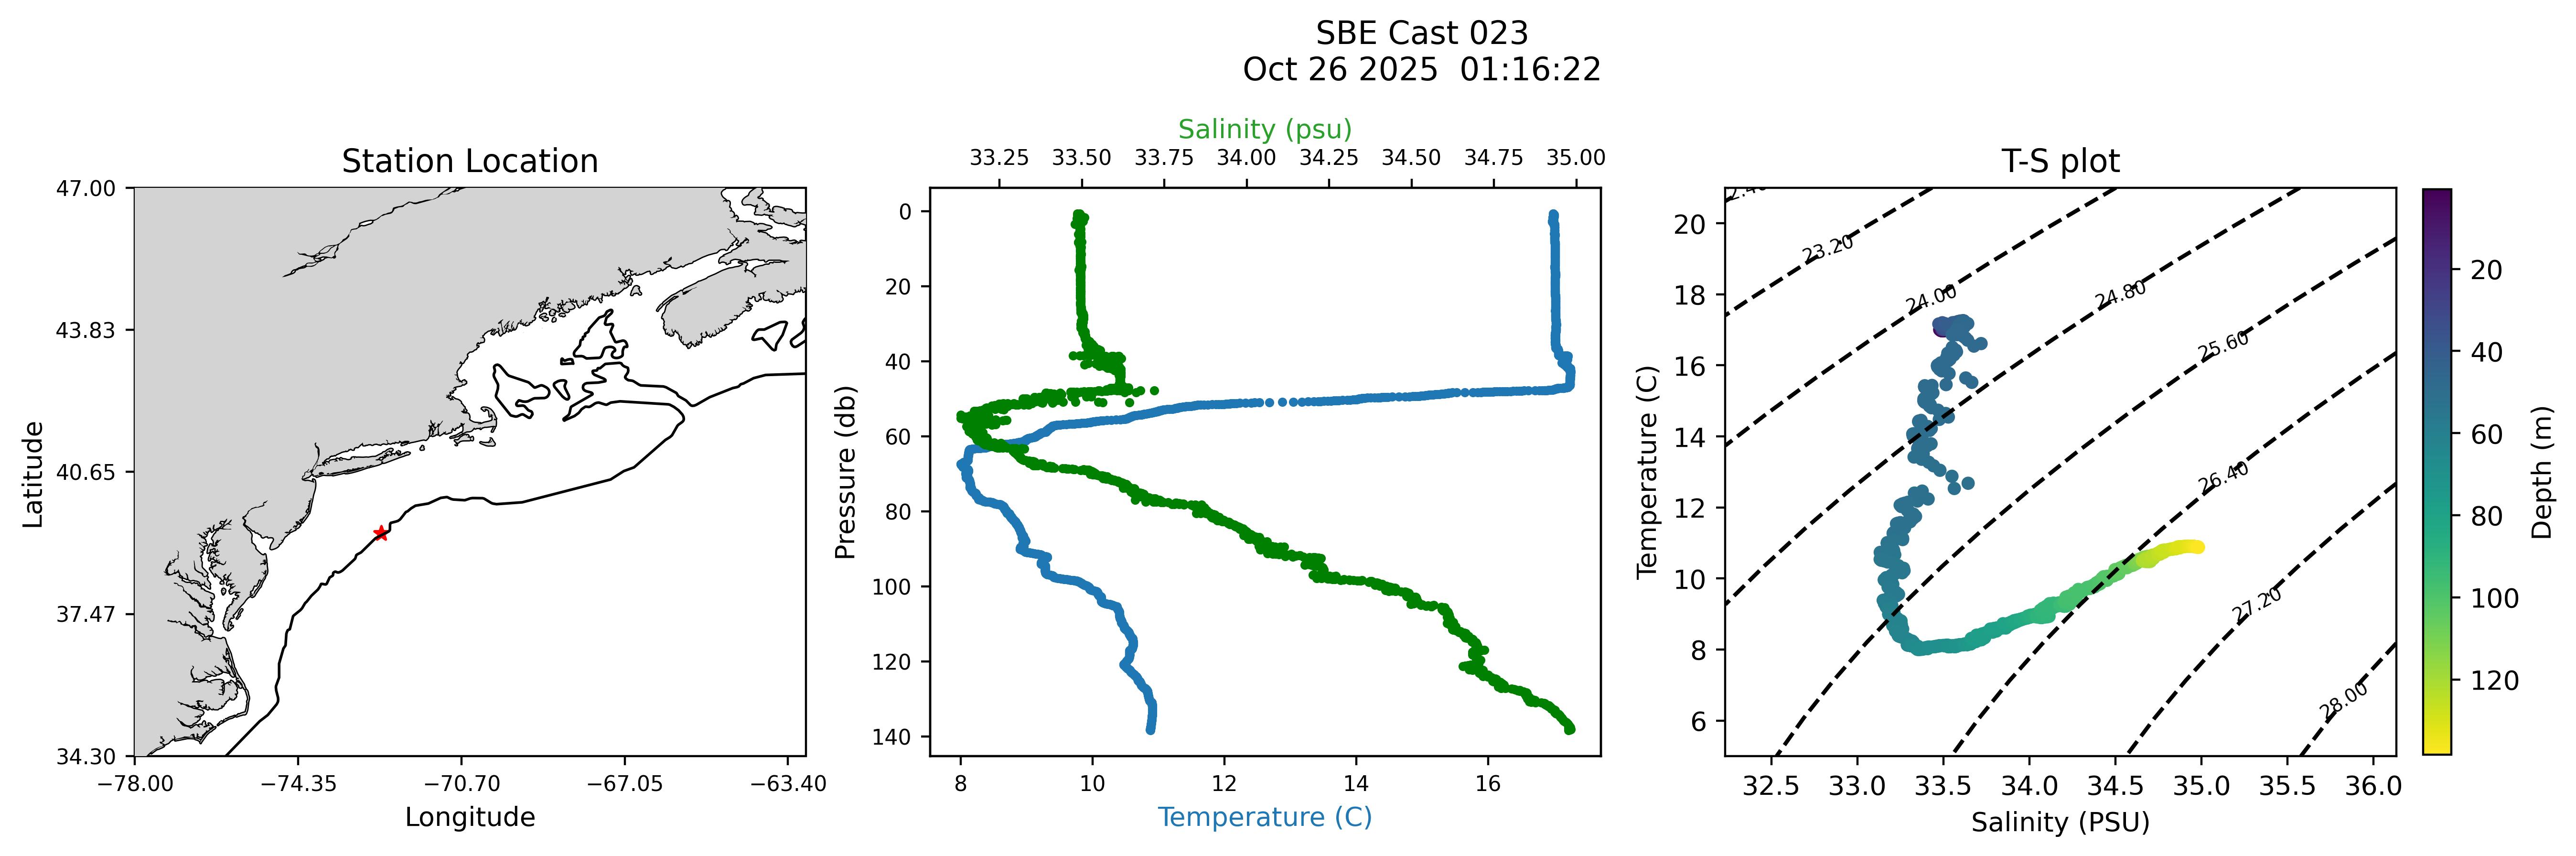 SBE Cast 023
Oct 26 2025  01:16:22
Station Location
47.00
43.83
40.65
37.47
34.30
Latitude
−78.00 −74.35 −70.70 −67.05 −63.40
Longitude
Salinity (psu)
33.25 33.50 33.75 34.00 34.25 34.50 34.75 35.00
0
20
40
60
80
100
120
140
Pressure (db)
8 10 12 14 16
Temperature (C)
T-S plot
20
18
16
14
12
10
8
6
Temperature (C)
23.20
24.00
24.80
25.60
26.40
27.20
28.00
32.5 33.0 33.5 34.0 34.5 35.0 35.5 36.0
Salinity (PSU)
20
40
60
80
100
120
Depth (m)